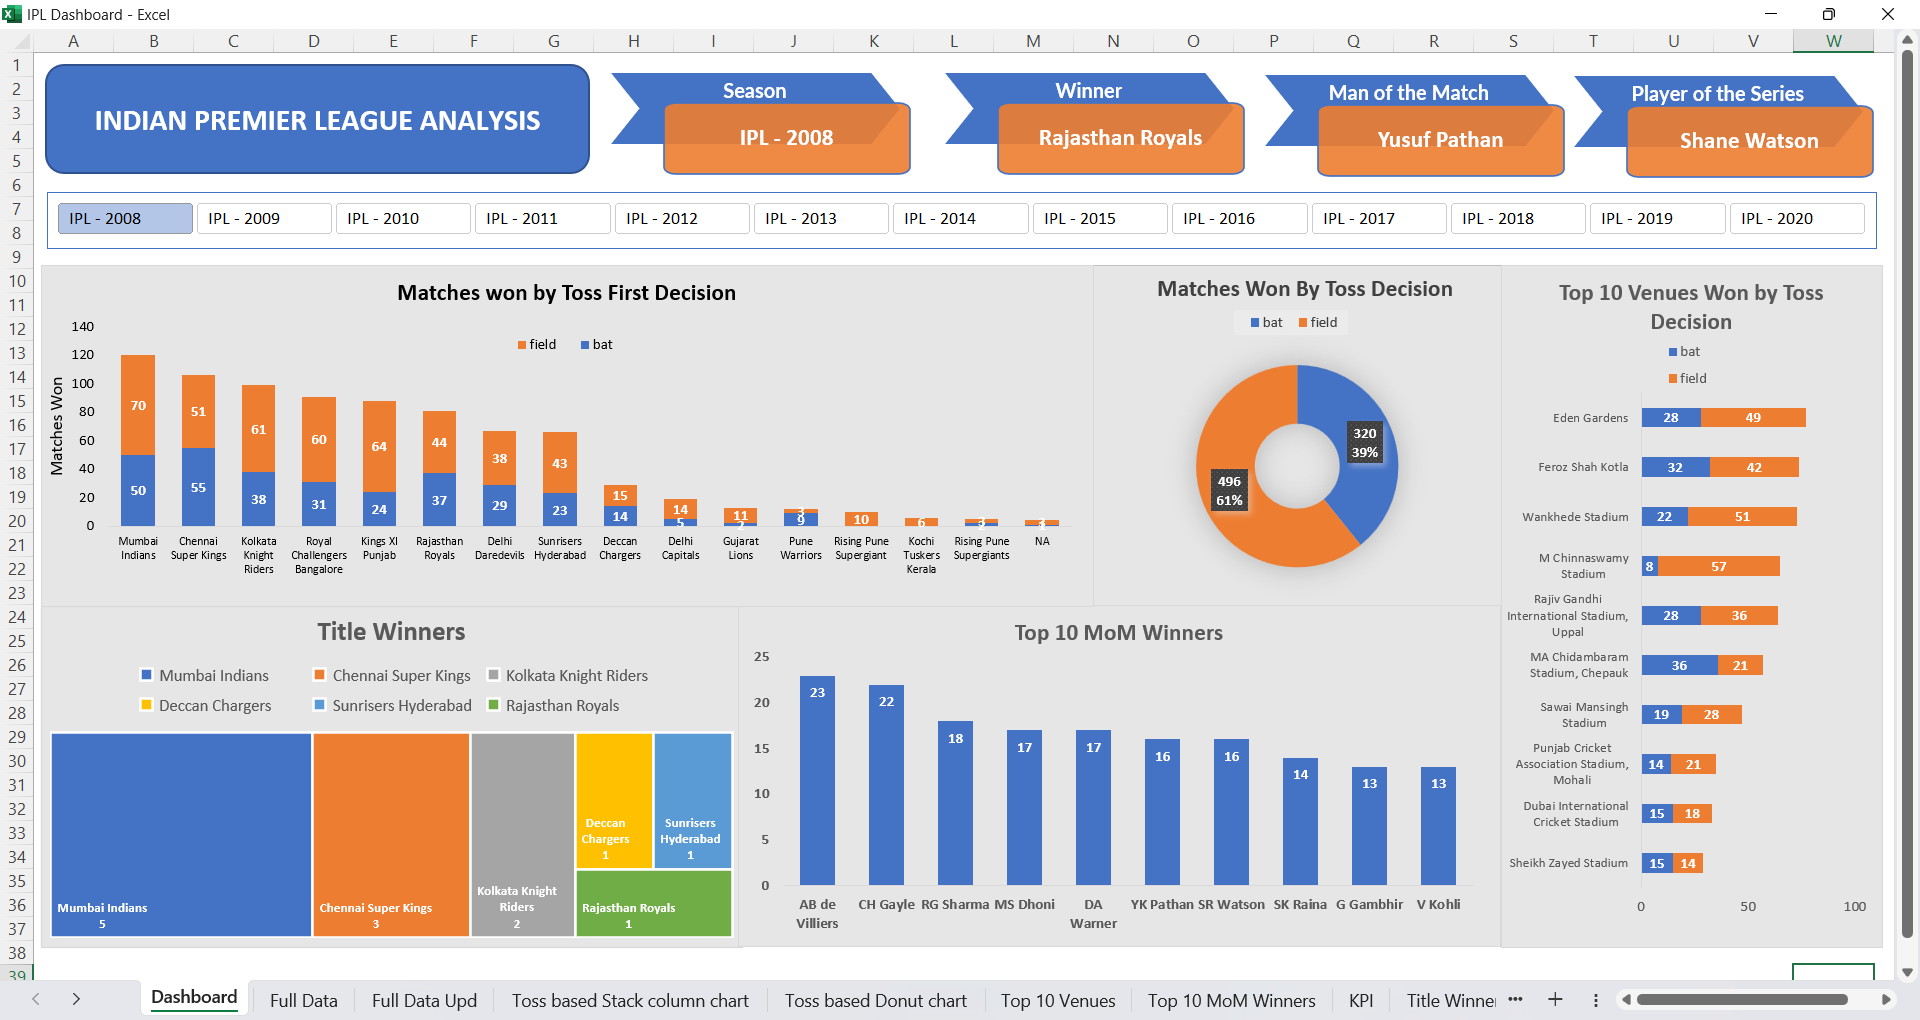 IPL Dashboard - Excel
A B C D E F G H I J K L M N O P Q R S T U V W
1
2
3
4
5
6
7
8
9
10
11
12
13
14
15
16
17
18
19
20
21
22
23
24
25
26
27
28
29
30
31
32
33
34
35
36
37
38
39
INDIAN PREMIER LEAGUE ANALYSIS
Season
IPL - 2008
Winner
Rajasthan Royals
Man of the Match
Yusuf Pathan
Player of the Series
Shane Watson
IPL - 2008 IPL - 2009 IPL - 2010 IPL - 2011 IPL - 2012 IPL - 2013 IPL - 2014 IPL - 2015 IPL - 2016 IPL - 2017 IPL - 2018 IPL - 2019 IPL - 2020
Matches won by Toss First Decision
field bat
Matches Won
140
120
100
80
60
40
20
0
70 51 61 60 64 44 38 43 15 14 11 3 10 6 3 3
50 55 38 31 24 37 29 23 14 5 2 9
Mumbai
Indians
Chennai
Super Kings
Kolkata
Knight
Riders
Royal
Challengers
Bangalore
Kings XI
Punjab
Rajasthan
Royals
Delhi
Daredevils
Sunrisers
Hyderabad
Deccan
Chargers
Delhi
Capitals
Gujarat
Lions
Pune
Warriors
Rising Pune
Supergiant
Kochi
Tuskers
Kerala
Rising Pune
Supergiants
NA
Matches Won By Toss Decision
bat field
320
39%
496
61%
Top 10 Venues Won by Toss
Decision
bat
field
Eden Gardens
28 49
Feroz Shah Kotla
32 42
Wankhede Stadium
22 51
M Chinnaswamy
Stadium
8 57
Rajiv Gandhi
International Stadium,
Uppal
28 36
MA Chidambaram
Stadium, Chepauk
36 21
Sawai Mansingh
Stadium
19 28
Punjab Cricket
Association Stadium,
Mohali
14 21
Dubai International
Cricket Stadium
15 18
Sheikh Zayed Stadium
15 14
0 50 100
Title Winners
Mumbai Indians Chennai Super Kings Kolkata Knight Riders
Deccan Chargers Sunrisers Hyderabad Rajasthan Royals
Mumbai Indians
5
Chennai Super Kings
3
Kolkata Knight
Riders
2
Deccan
Chargers
1
Sunrisers
Hyderabad
1
Rajasthan Royals
1
Top 10 MoM Winners
25
20
15
10
5
0
23 22 18 17 17 16 16 14 13 13
AB de
Villiers
CH Gayle
RG Sharma
MS Dhoni
DA
Warner
YK Pathan
SR Watson
SK Raina
G Gambhir
V Kohli
Dashboard Full Data Full Data Upd Toss based Stack column chart Toss based Donut chart Top 10 Venues Top 10 MoM Winners KPI Title Winne